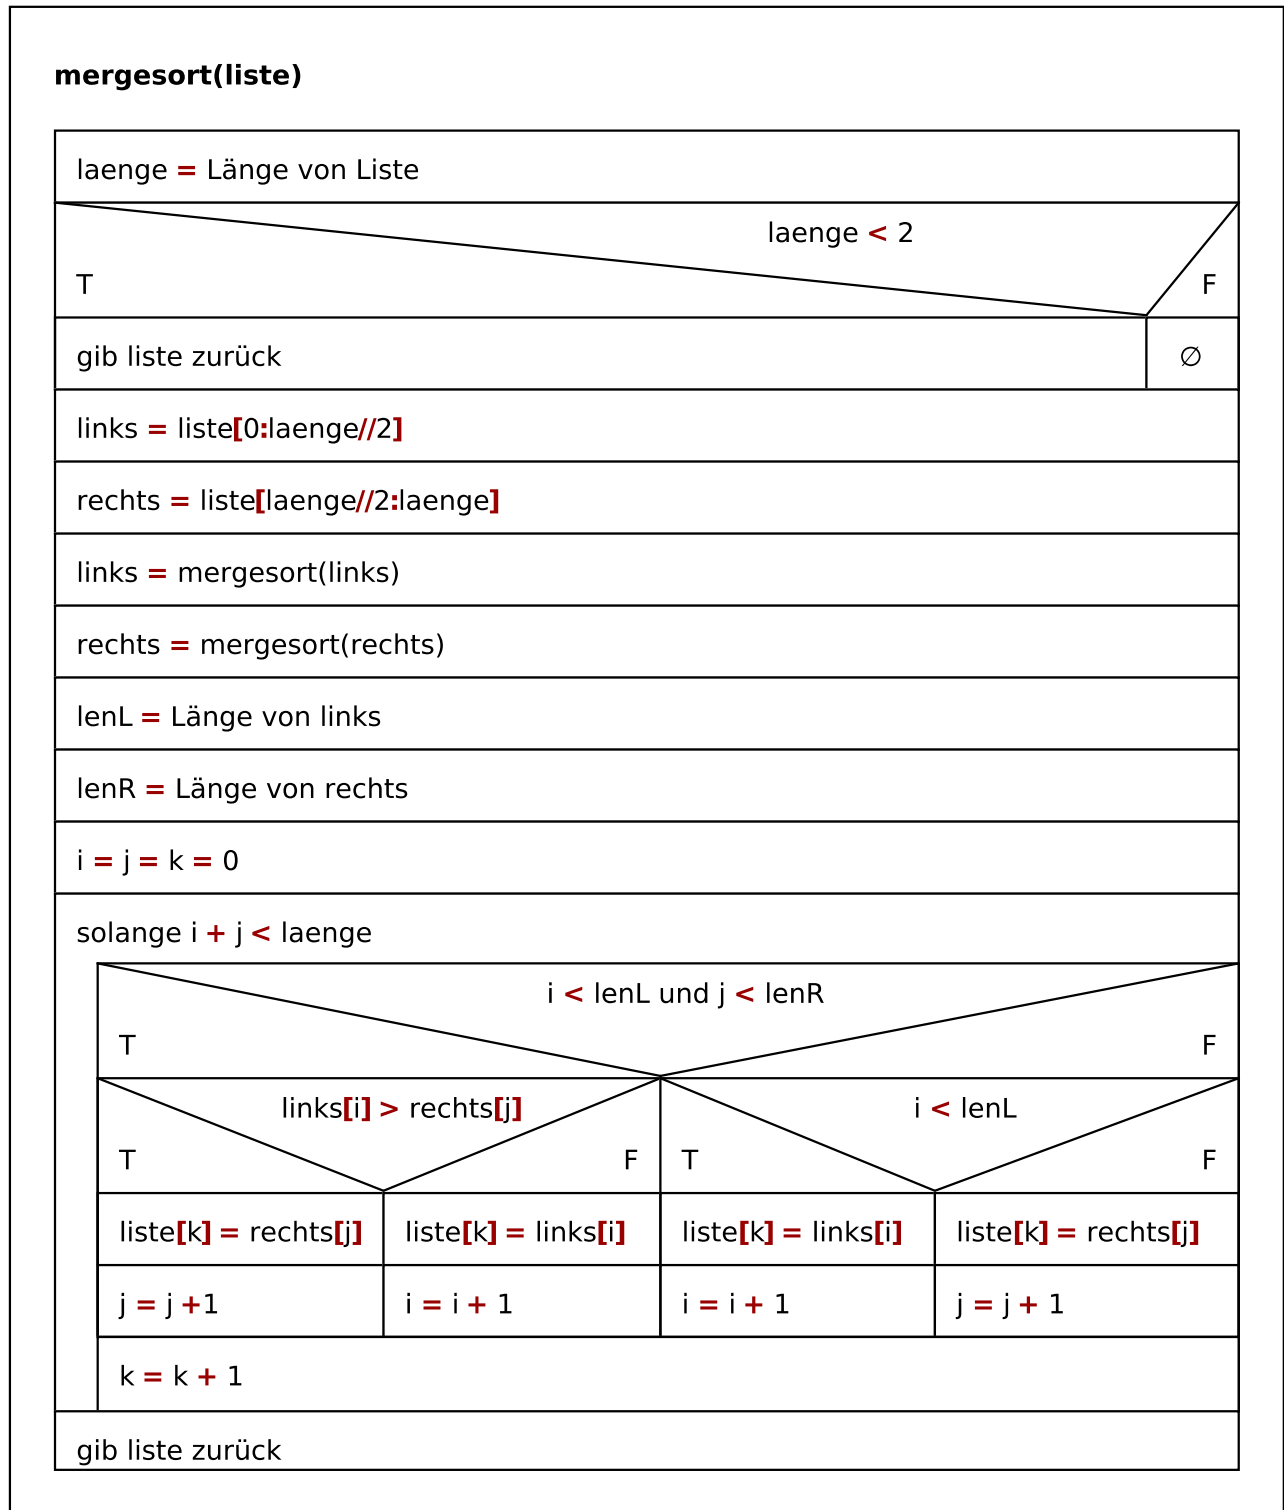 mergesort(liste)
laenge = Länge von Liste
laenge < 2
T
F
gib liste zurück
∅
links = liste[0:laenge//2]
rechts = liste[laenge//2:laenge]
links = mergesort(links)
rechts = mergesort(rechts)
lenL = Länge von links
lenR = Länge von rechts
i = j = k = 0
solange i + j < laenge
i < lenL und j < lenR
T
F
links[i] > rechts[j]
T
F
i < lenL
T
F
liste[k] = rechts[j]
liste[k] = links[i]
liste[k] = links[i]
liste[k] = rechts[j]
j = j +1
i = i + 1
i = i + 1
j = j + 1
k = k + 1
gib liste zurück